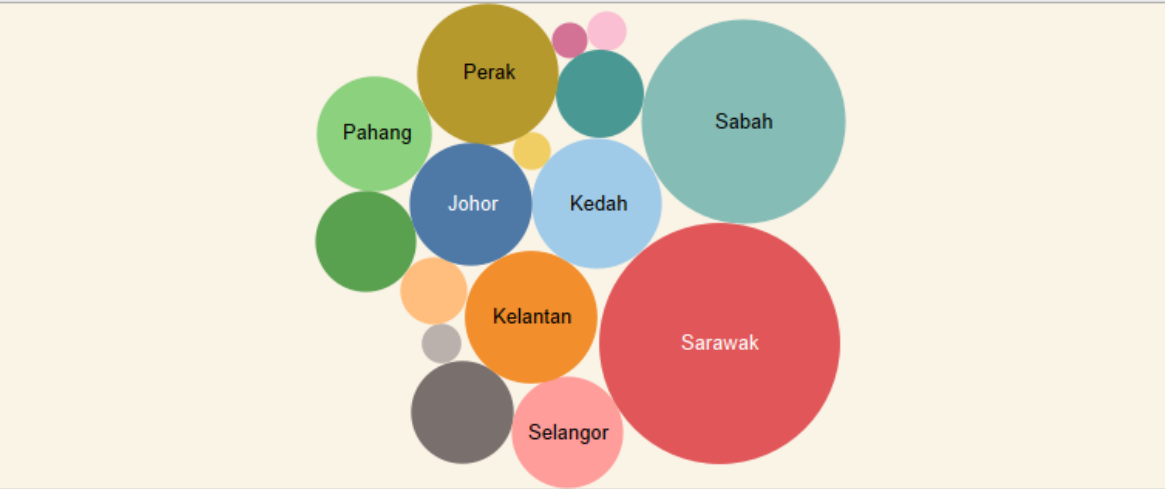 Perak
Sabah
Pahang
Johor
Kedah
Kelantan
Sarawak
Selangor